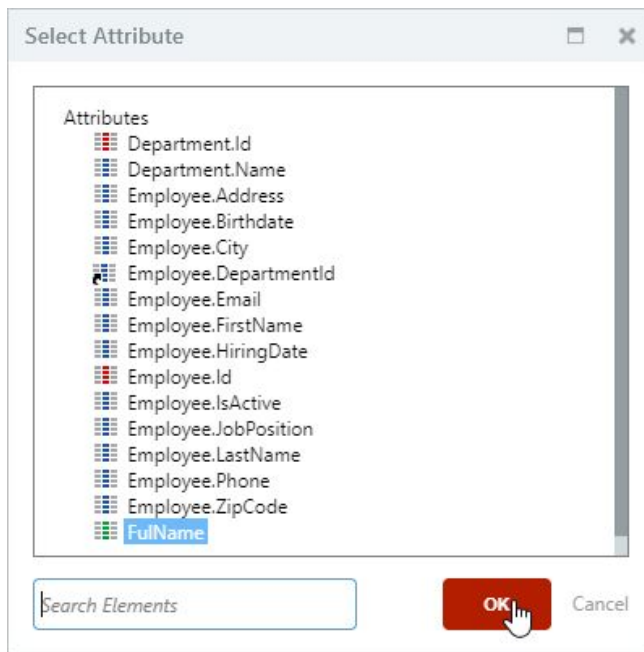 Select Attribute
Attributes
Department.Id
Department.Name
Employee.Address
Employee.Birthdate
Employee.City
Employee.DepartmentId
Employee.Email
Employee.FirstName
Employee.HiringDate
Employee.Id
Employee.IsActive
Employee.JobPosition
Employee.LastName
Employee.Phone
Employee.ZipCode
FulName
Search Elements
OK
Cancel